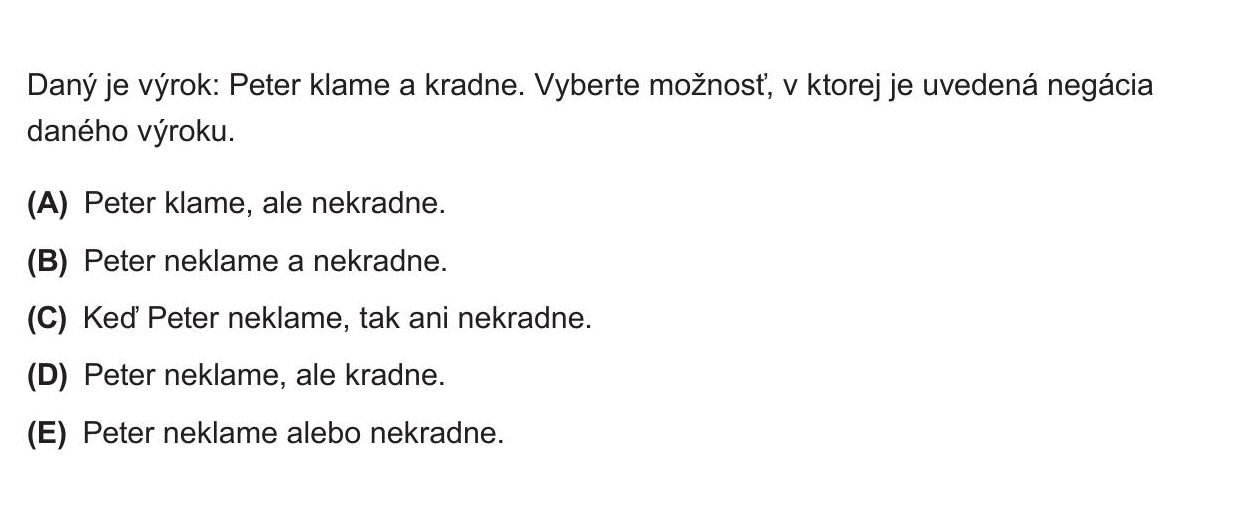 Daný je výrok: Peter klame a kradne. Vyberte možnosť, v ktorej je uvedená negácia
daného výroku.
(A) Peter klame, ale nekradne.
(B) Peter neklame a nekradne.
(C) Keď Peter neklame, tak ani nekradne.
(D) Peter neklame, ale kradne.
(E) Peter neklame alebo nekradne.